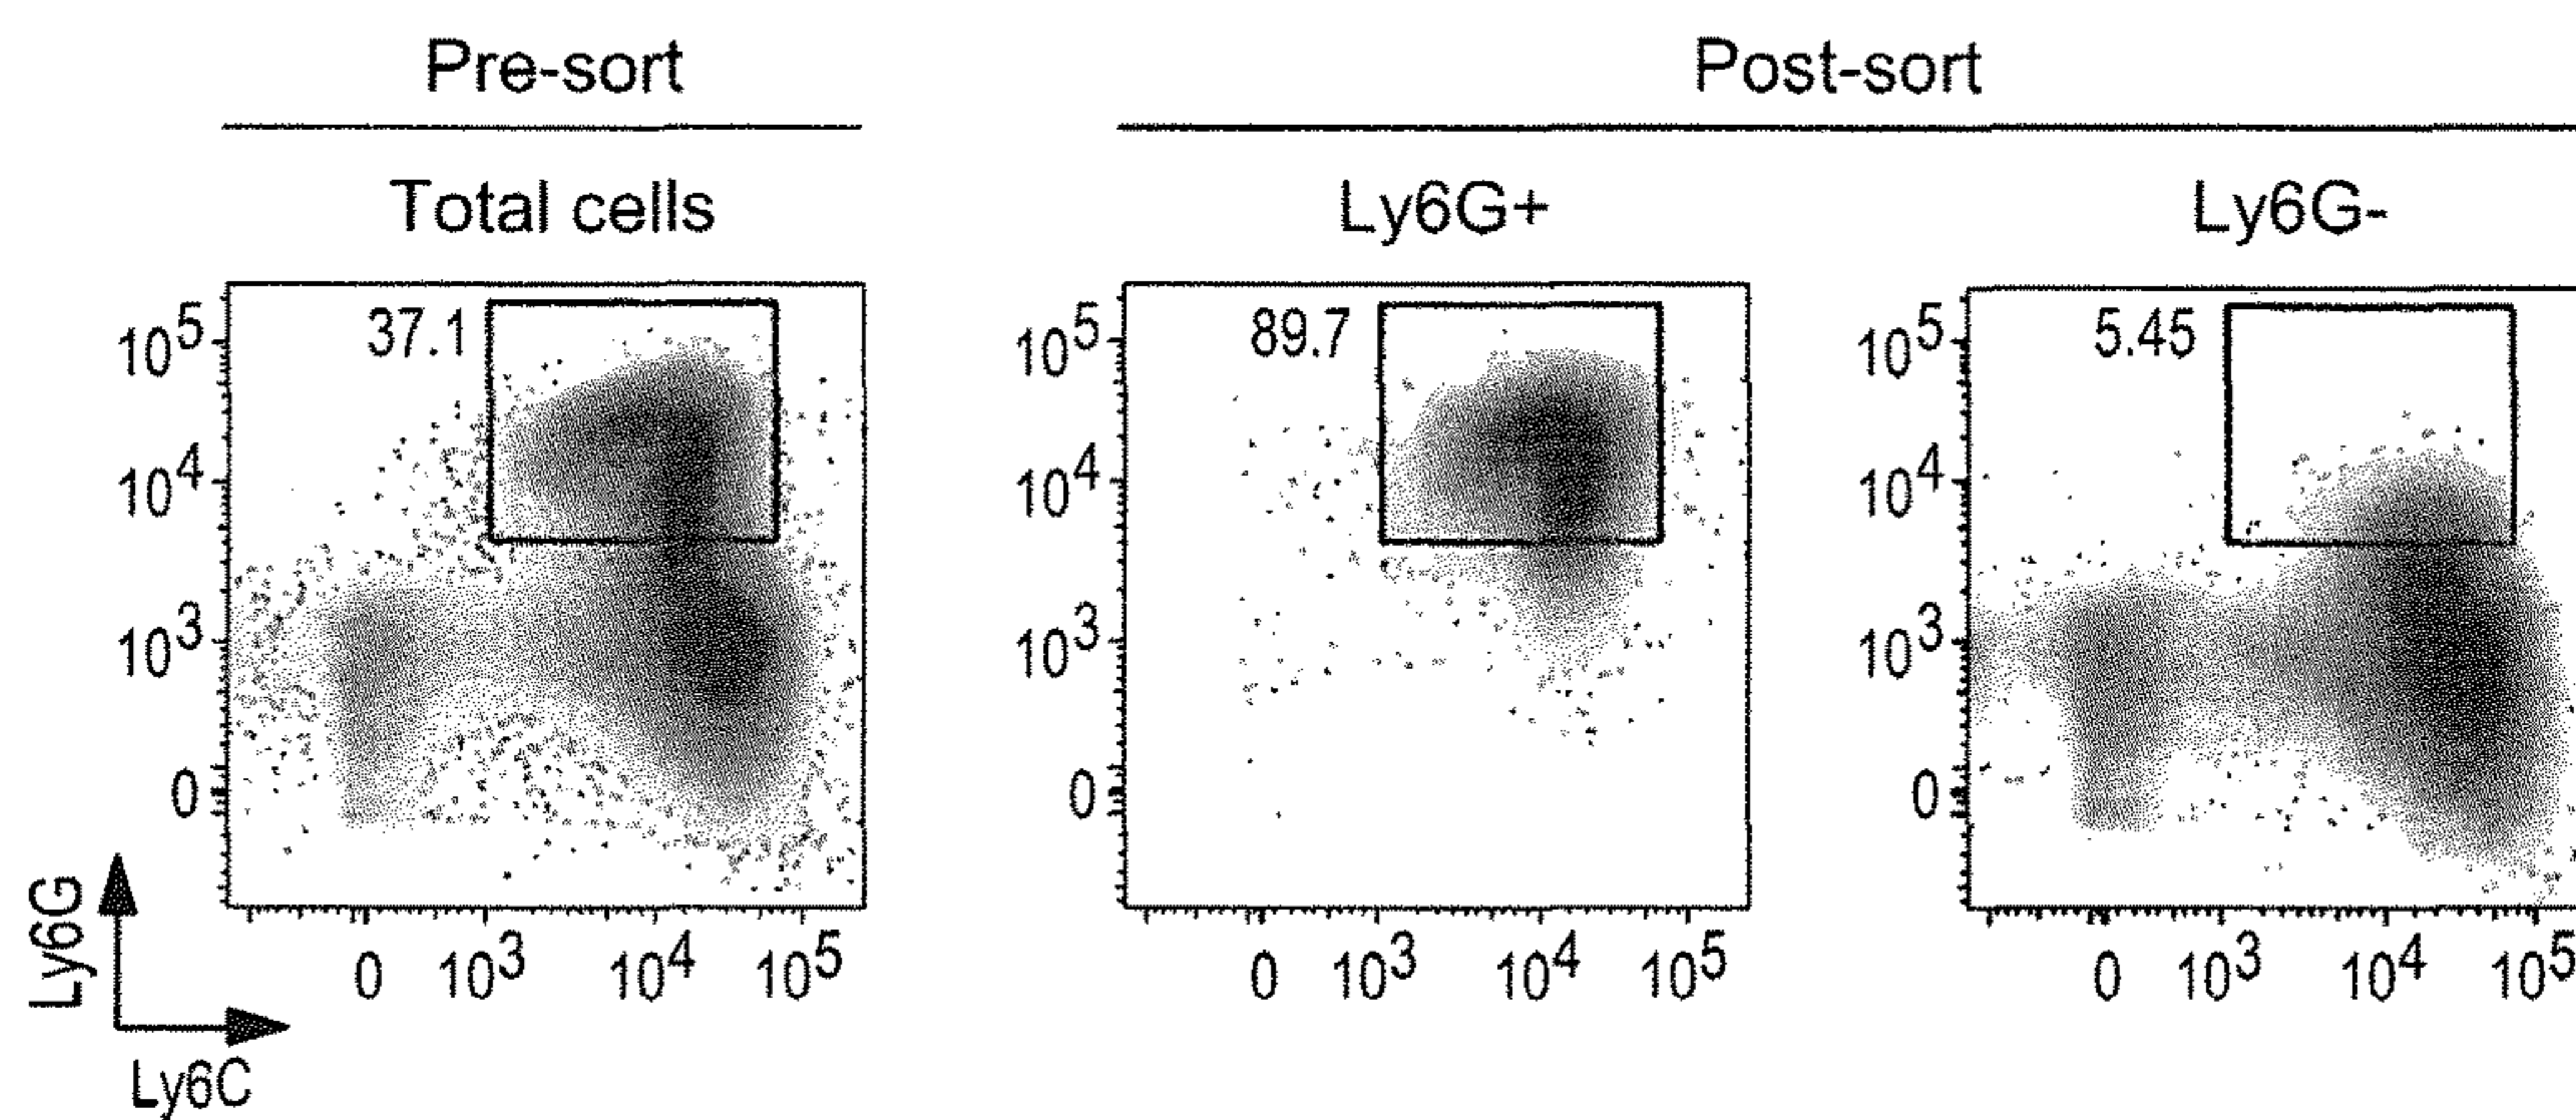 Pre-sort Post-sort
Total cells Ly6G+ Ly6G-
37.1 89.7 5.45
10^5 10^5 10^5
10^4 10^4 10^4
10^3 10^3 10^3
0 0 0
Ly6G
0 10^3 10^4 10^5 0 10^3 10^4 10^5 0 10^3 10^4 10^5
Ly6C